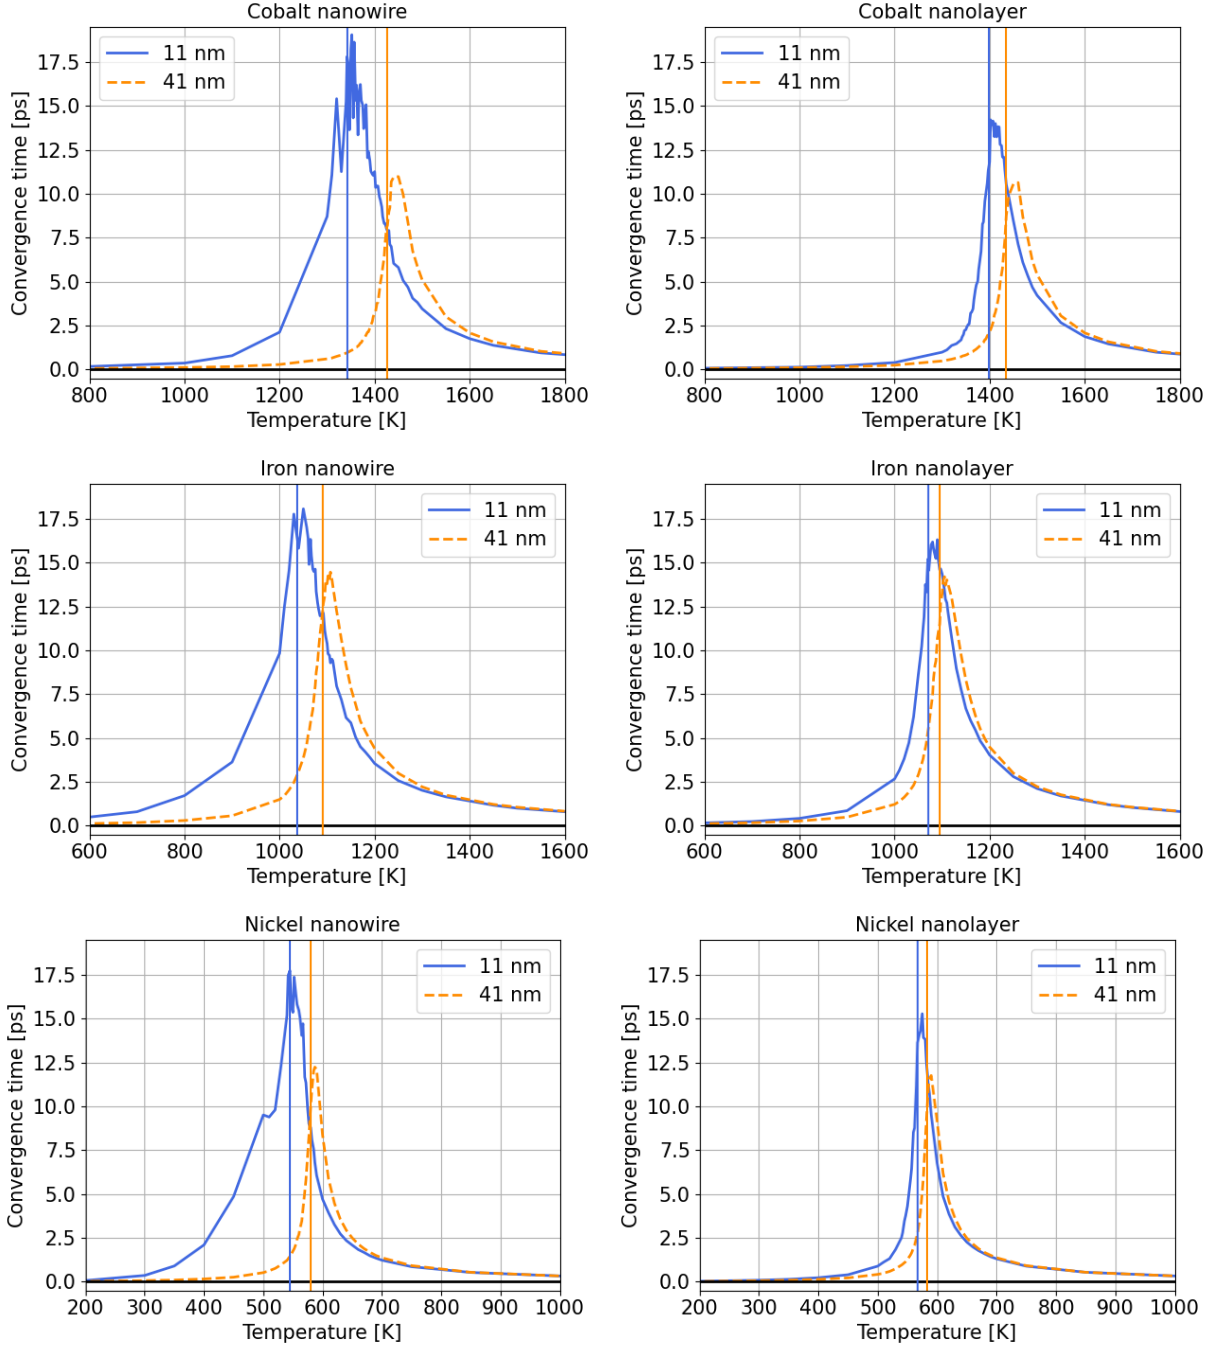 Cobalt nanowire
Convergence time [ps]
17.5
15.0
12.5
10.0
7.5
5.0
2.5
0.0
11 nm
41 nm
800 1000 1200 1400 1600 1800
Temperature [K]
Cobalt nanolayer
Convergence time [ps]
17.5
15.0
12.5
10.0
7.5
5.0
2.5
0.0
11 nm
41 nm
800 1000 1200 1400 1600 1800
Temperature [K]
Iron nanowire
Convergence time [ps]
17.5
15.0
12.5
10.0
7.5
5.0
2.5
0.0
11 nm
41 nm
600 800 1000 1200 1400 1600
Temperature [K]
Iron nanolayer
Convergence time [ps]
17.5
15.0
12.5
10.0
7.5
5.0
2.5
0.0
11 nm
41 nm
600 800 1000 1200 1400 1600
Temperature [K]
Nickel nanowire
Convergence time [ps]
17.5
15.0
12.5
10.0
7.5
5.0
2.5
0.0
11 nm
41 nm
200 300 400 500 600 700 800 900 1000
Temperature [K]
Nickel nanolayer
Convergence time [ps]
17.5
15.0
12.5
10.0
7.5
5.0
2.5
0.0
11 nm
41 nm
200 300 400 500 600 700 800 900 1000
Temperature [K]